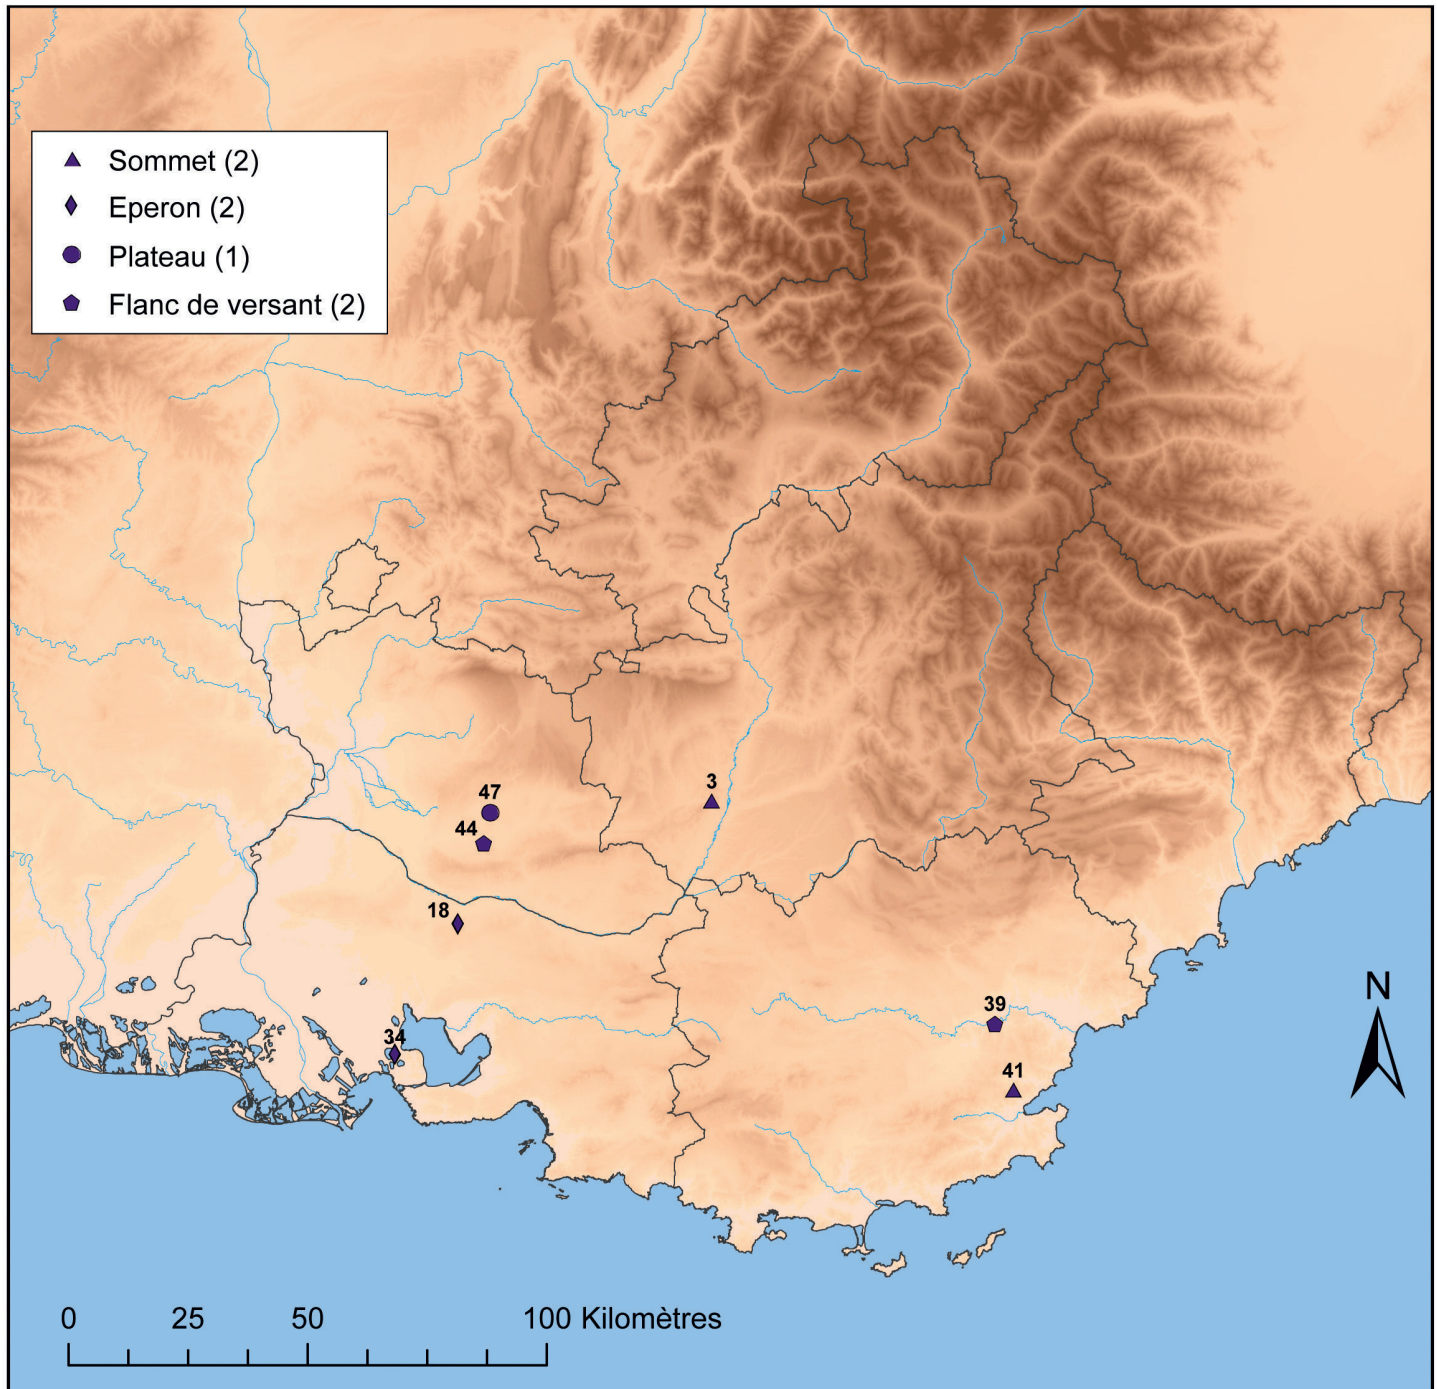 Sommet (2)
Eperon (2)
Plateau (1)
Flanc de versant (2)
3
47
44
18
39
N
34
41
0 25 50 100 Kilomètres